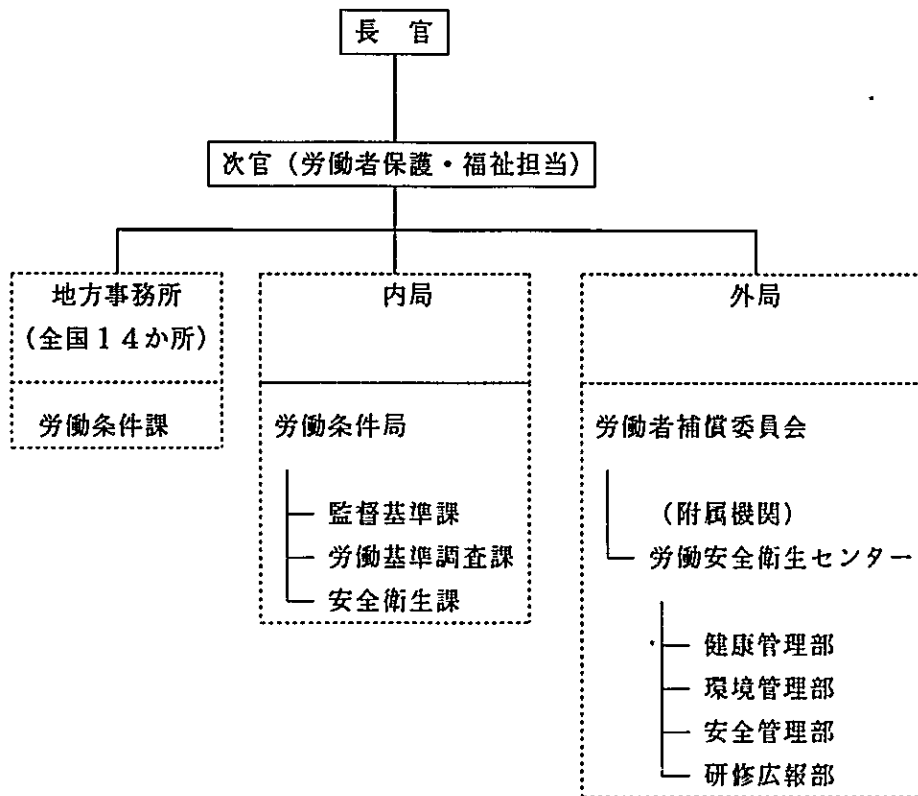 長 官
次官(労働者保護・福祉担当)
地方事務所
(全国14か所)
労働条件課
内局
労働条件局
監督基準課
労働基準調査課
安全衛生課
外局
労働者補償委員会
(附属機関)
労働安全衛生センター
健康管理部
環境管理部
安全管理部
研修広報部